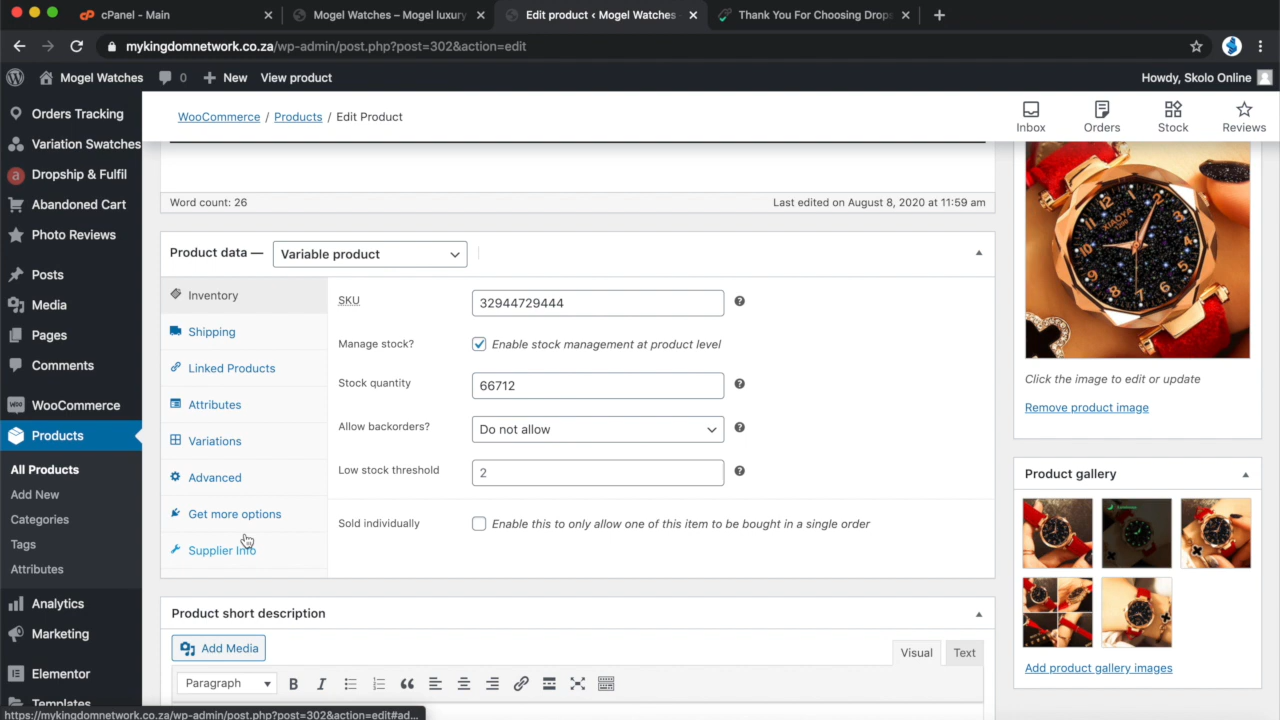 cPanel - Main
Mogel Watches – Mogel luxury
Edit product ‹ Mogel Watches
Thank You For Choosing Drops
mykingdomnetwork.co.za/wp-admin/post.php?post=302&action=edit
Mogel Watches
0
New
View product
Howdy, Skolo Online
Orders Tracking
Variation Swatches
Dropship & Fulfil
Abandoned Cart
Photo Reviews
Posts
Media
Pages
Comments
WooCommerce
Products
All Products
Add New
Categories
Tags
Attributes
Analytics
Marketing
Elementor
Templates
WooCommerce / Products / Edit Product
Inbox
Orders
Stock
Reviews
Word count: 26
Last edited on August 8, 2020 at 11:59 am
Product data —
Variable product
Inventory
Shipping
Linked Products
Attributes
Variations
Advanced
Get more options
Supplier Info
SKU
32944729444
Manage stock?
Enable stock management at product level
Stock quantity
66712
Allow backorders?
Do not allow
Low stock threshold
2
Sold individually
Enable this to only allow one of this item to be bought in a single order
Product short description
Add Media
Visual
Text
Paragraph
Click the image to edit or update
Remove product image
Product gallery
Add product gallery images
https://mykingdomnetwork.co.za/wp-admin/post.php?post=302&action=edit#ad...